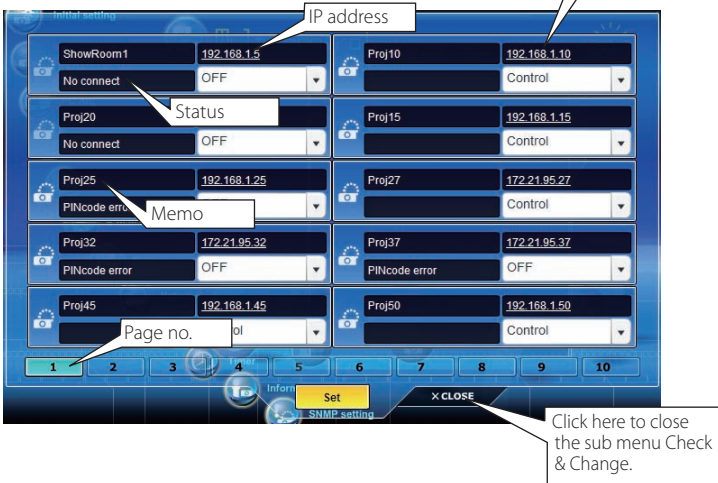 Initial setting
IP address
ShowRoom1 192.168.1.5 Proj10 192.168.1.10
No connect OFF Control
Status
Proj20 Proj15 192.168.1.15
No connect OFF Control
Proj25 192.168.1.25 Proj27 172.21.95.27
PINcode error Control
Memo
Proj32 172.21.95.32 Proj37 172.21.95.37
PINcode error OFF PINcode error OFF
Proj45 192.168.1.45 Proj50 192.168.1.50
Page no. Control
1 2 3 4 5 6 7 8 9 10
Timer
Set × CLOSE
SNMP setting
Click here to close
the sub menu Check
& Change.